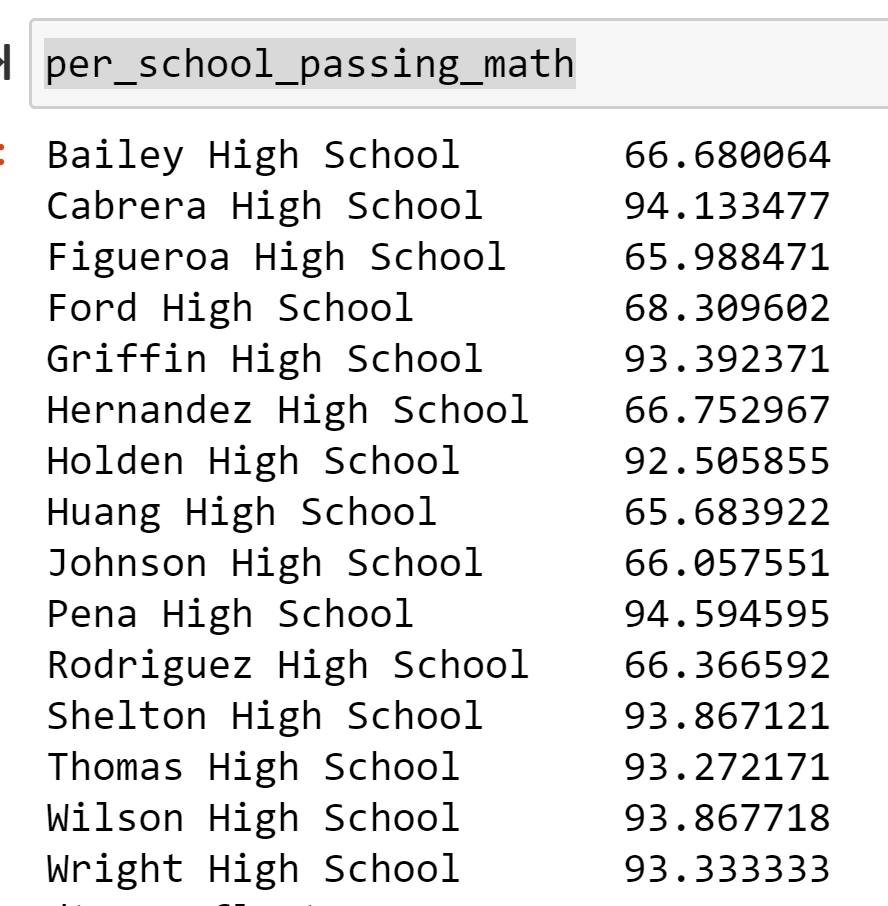 per_school_passing_math
Bailey High School 66.680064
Cabrera High School 94.133477
Figueroa High School 65.988471
Ford High School 68.309602
Griffin High School 93.392371
Hernandez High School 66.752967
Holden High School 92.505855
Huang High School 65.683922
Johnson High School 66.057551
Pena High School 94.594595
Rodriguez High School 66.366592
Shelton High School 93.867121
Thomas High School 93.272171
Wilson High School 93.867718
Wright High School 93.333333